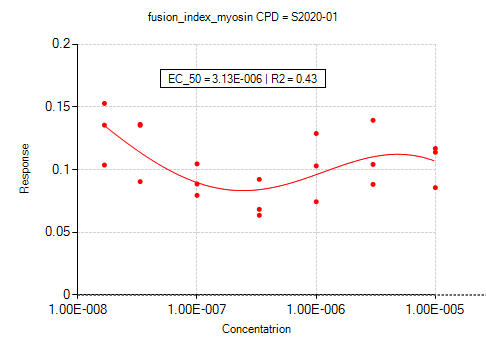 fusion_index_myosin CPD = S2020-01
EC_50 = 3.13E-006 | R2 = 0.43
Response
0.2
0.15
0.1
0.05
0
1.00E-008 1.00E-007 1.00E-006 1.00E-005
Concentatrion